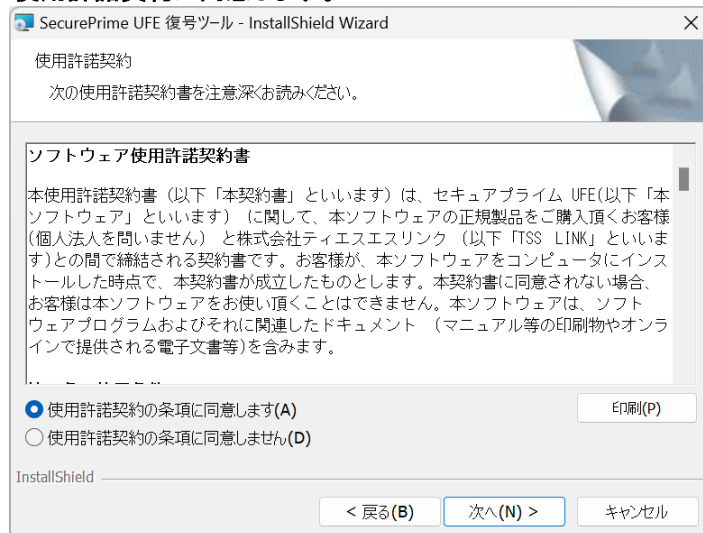 SecurePrime UFE 復号ツール - InstallShield Wizard
使用許諾契約
次の使用許諾契約書を注意深くお読みください。
ソフトウェア使用許諾契約書
本使用許諾契約書（以下「本契約書」といいます）は、セキュアプライム UFE(以下「本
ソフトウェア」といいます） に関して、本ソフトウェアの正規製品をご購入頂くお客様
(個人法人を問いません） と株式会社ティエスエスリンク （以下「TSS LINK」といいま
す)との間で締結される契約書です。お客様が、本ソフトウェアをコンピュータにインス
トールした時点で、本契約書が成立したものとします。本契約書に同意されない場合、
お客様は本ソフトウェアをお使い頂くことはできません。本ソフトウェアは、ソフト
ウェアプログラムおよびそれに関連したドキュメント （マニュアル等の印刷物やオンラ
インで提供される電子文書等)を含みます。
使用許諾契約の条項に同意します(A)
印刷(P)
使用許諾契約の条項に同意しません(D)
InstallShield
< 戻る(B)
次へ(N) >
キャンセル